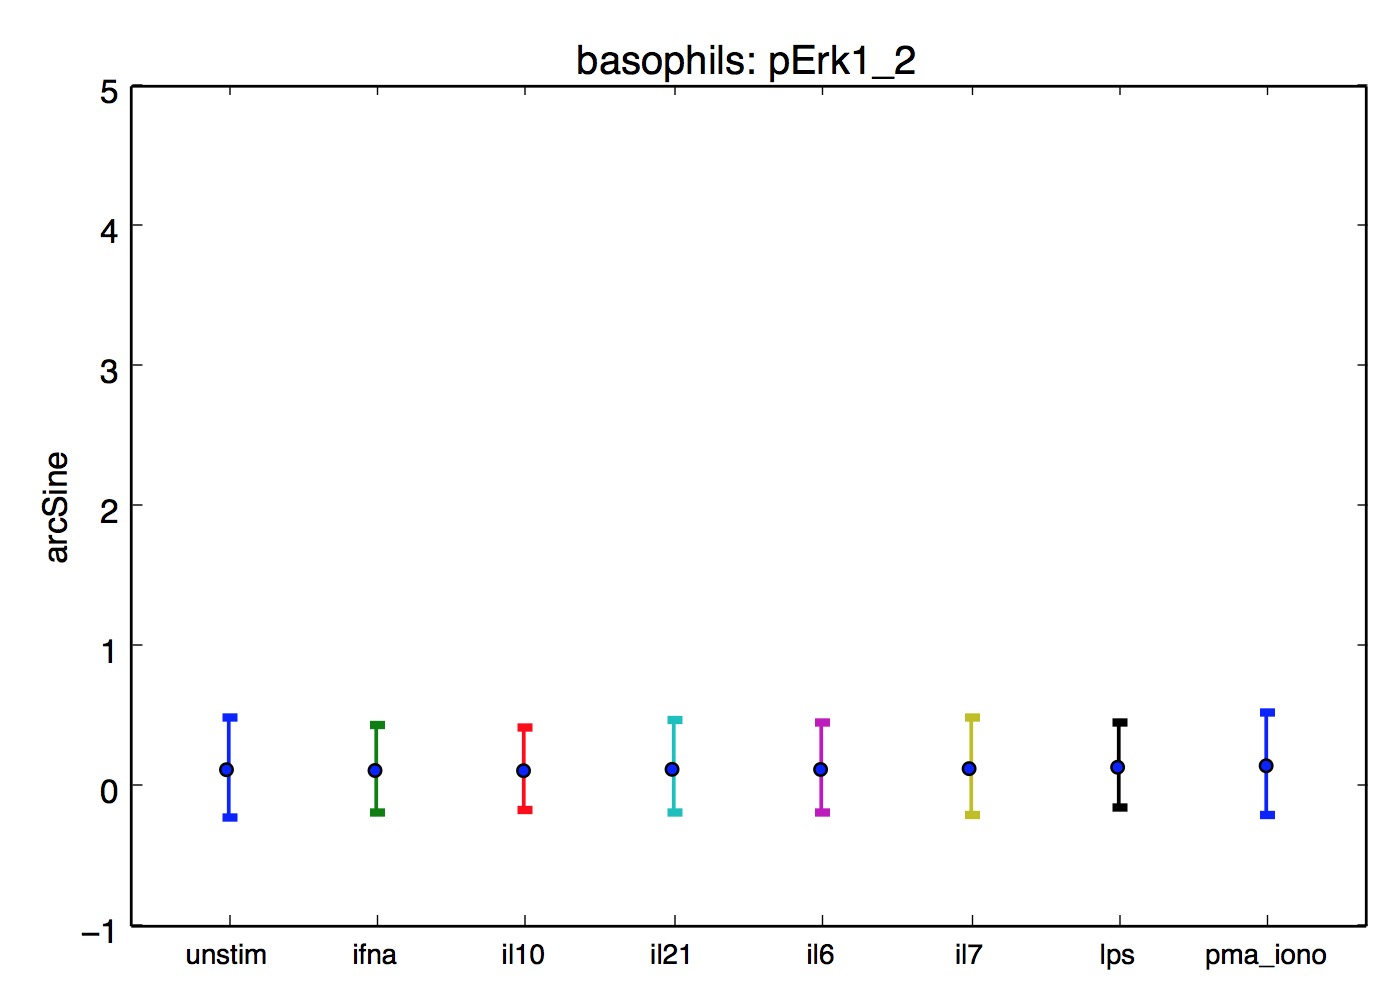 basophils: pErk1_2
5
4
3
2
1
0
−1
arcSine
unstim ifna il10 il21 il6 il7 lps pma_iono